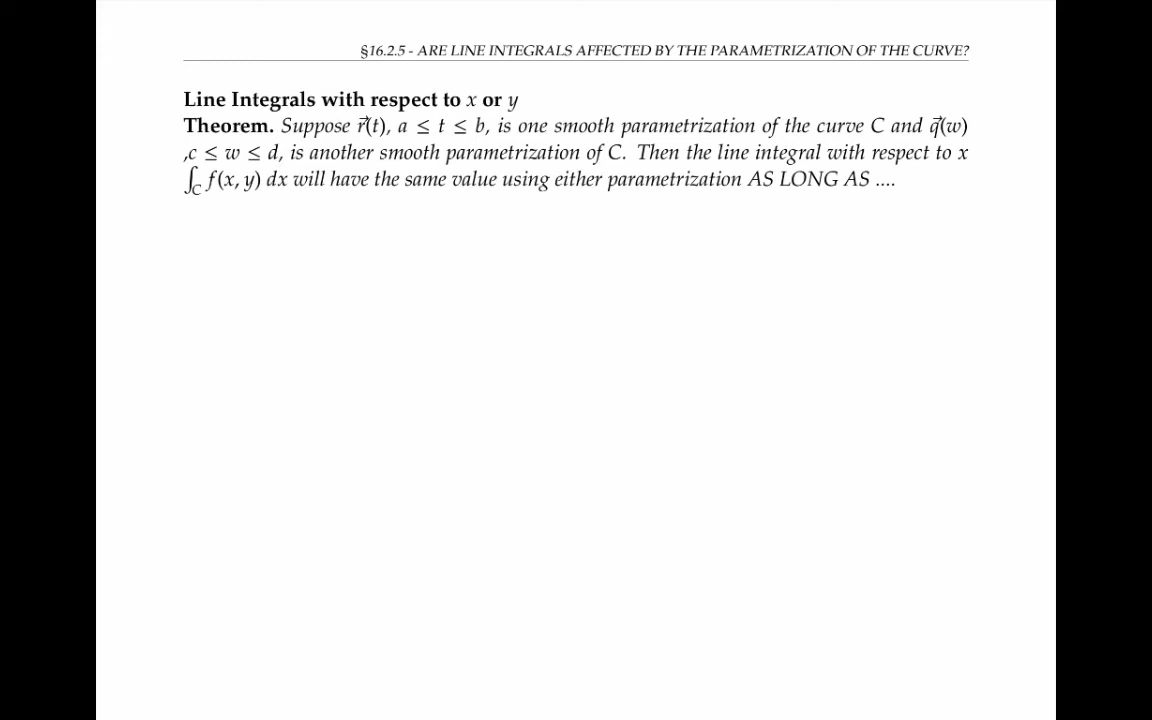 §16.2.5 - ARE LINE INTEGRALS AFFECTED BY THE PARAMETRIZATION OF THE CURVE?
Line Integrals with respect to x or y
Theorem. Suppose r⃗(t), a ≤ t ≤ b, is one smooth parametrization of the curve C and q⃗(w)
,c ≤ w ≤ d, is another smooth parametrization of C. Then the line integral with respect to x
∫_C f(x, y) dx will have the same value using either parametrization AS LONG AS ....